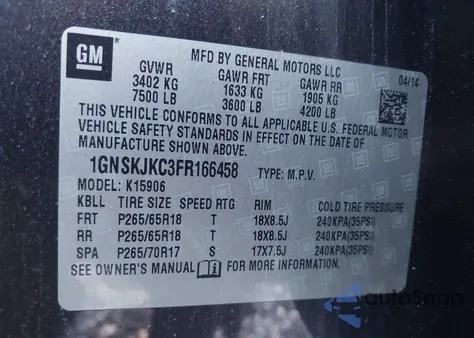 GM
MFD BY GENERAL MOTORS LLC
04/14
GVWR GAWR FRT GAWR RR
3402 KG 1633 KG 1905 KG
7500 LB 3600 LB 4200 LB
THIS VEHICLE CONFORMS TO ALL APPLICABLE U.S. FEDERAL MOTOR
VEHICLE SAFETY STANDARDS IN EFFECT ON THE DATE OF
MANUFACTURE SHOWN ABOVE.
1GNSKJKC3FR166458 TYPE: M.P.V.
MODEL: K15906
KBLL TIRE SIZE SPEED RTG RIM COLD TIRE PRESSURE
FRT P265/65R18 T 18X8.5J 240KPA(35PSI)
RR P265/65R18 T 18X8.5J 240KPA(35PSI)
SPA P265/70R17 S 17X7.5J 240KPA(35PSI)
SEE OWNER'S MANUAL FOR MORE INFORMATION.
AutoSnap